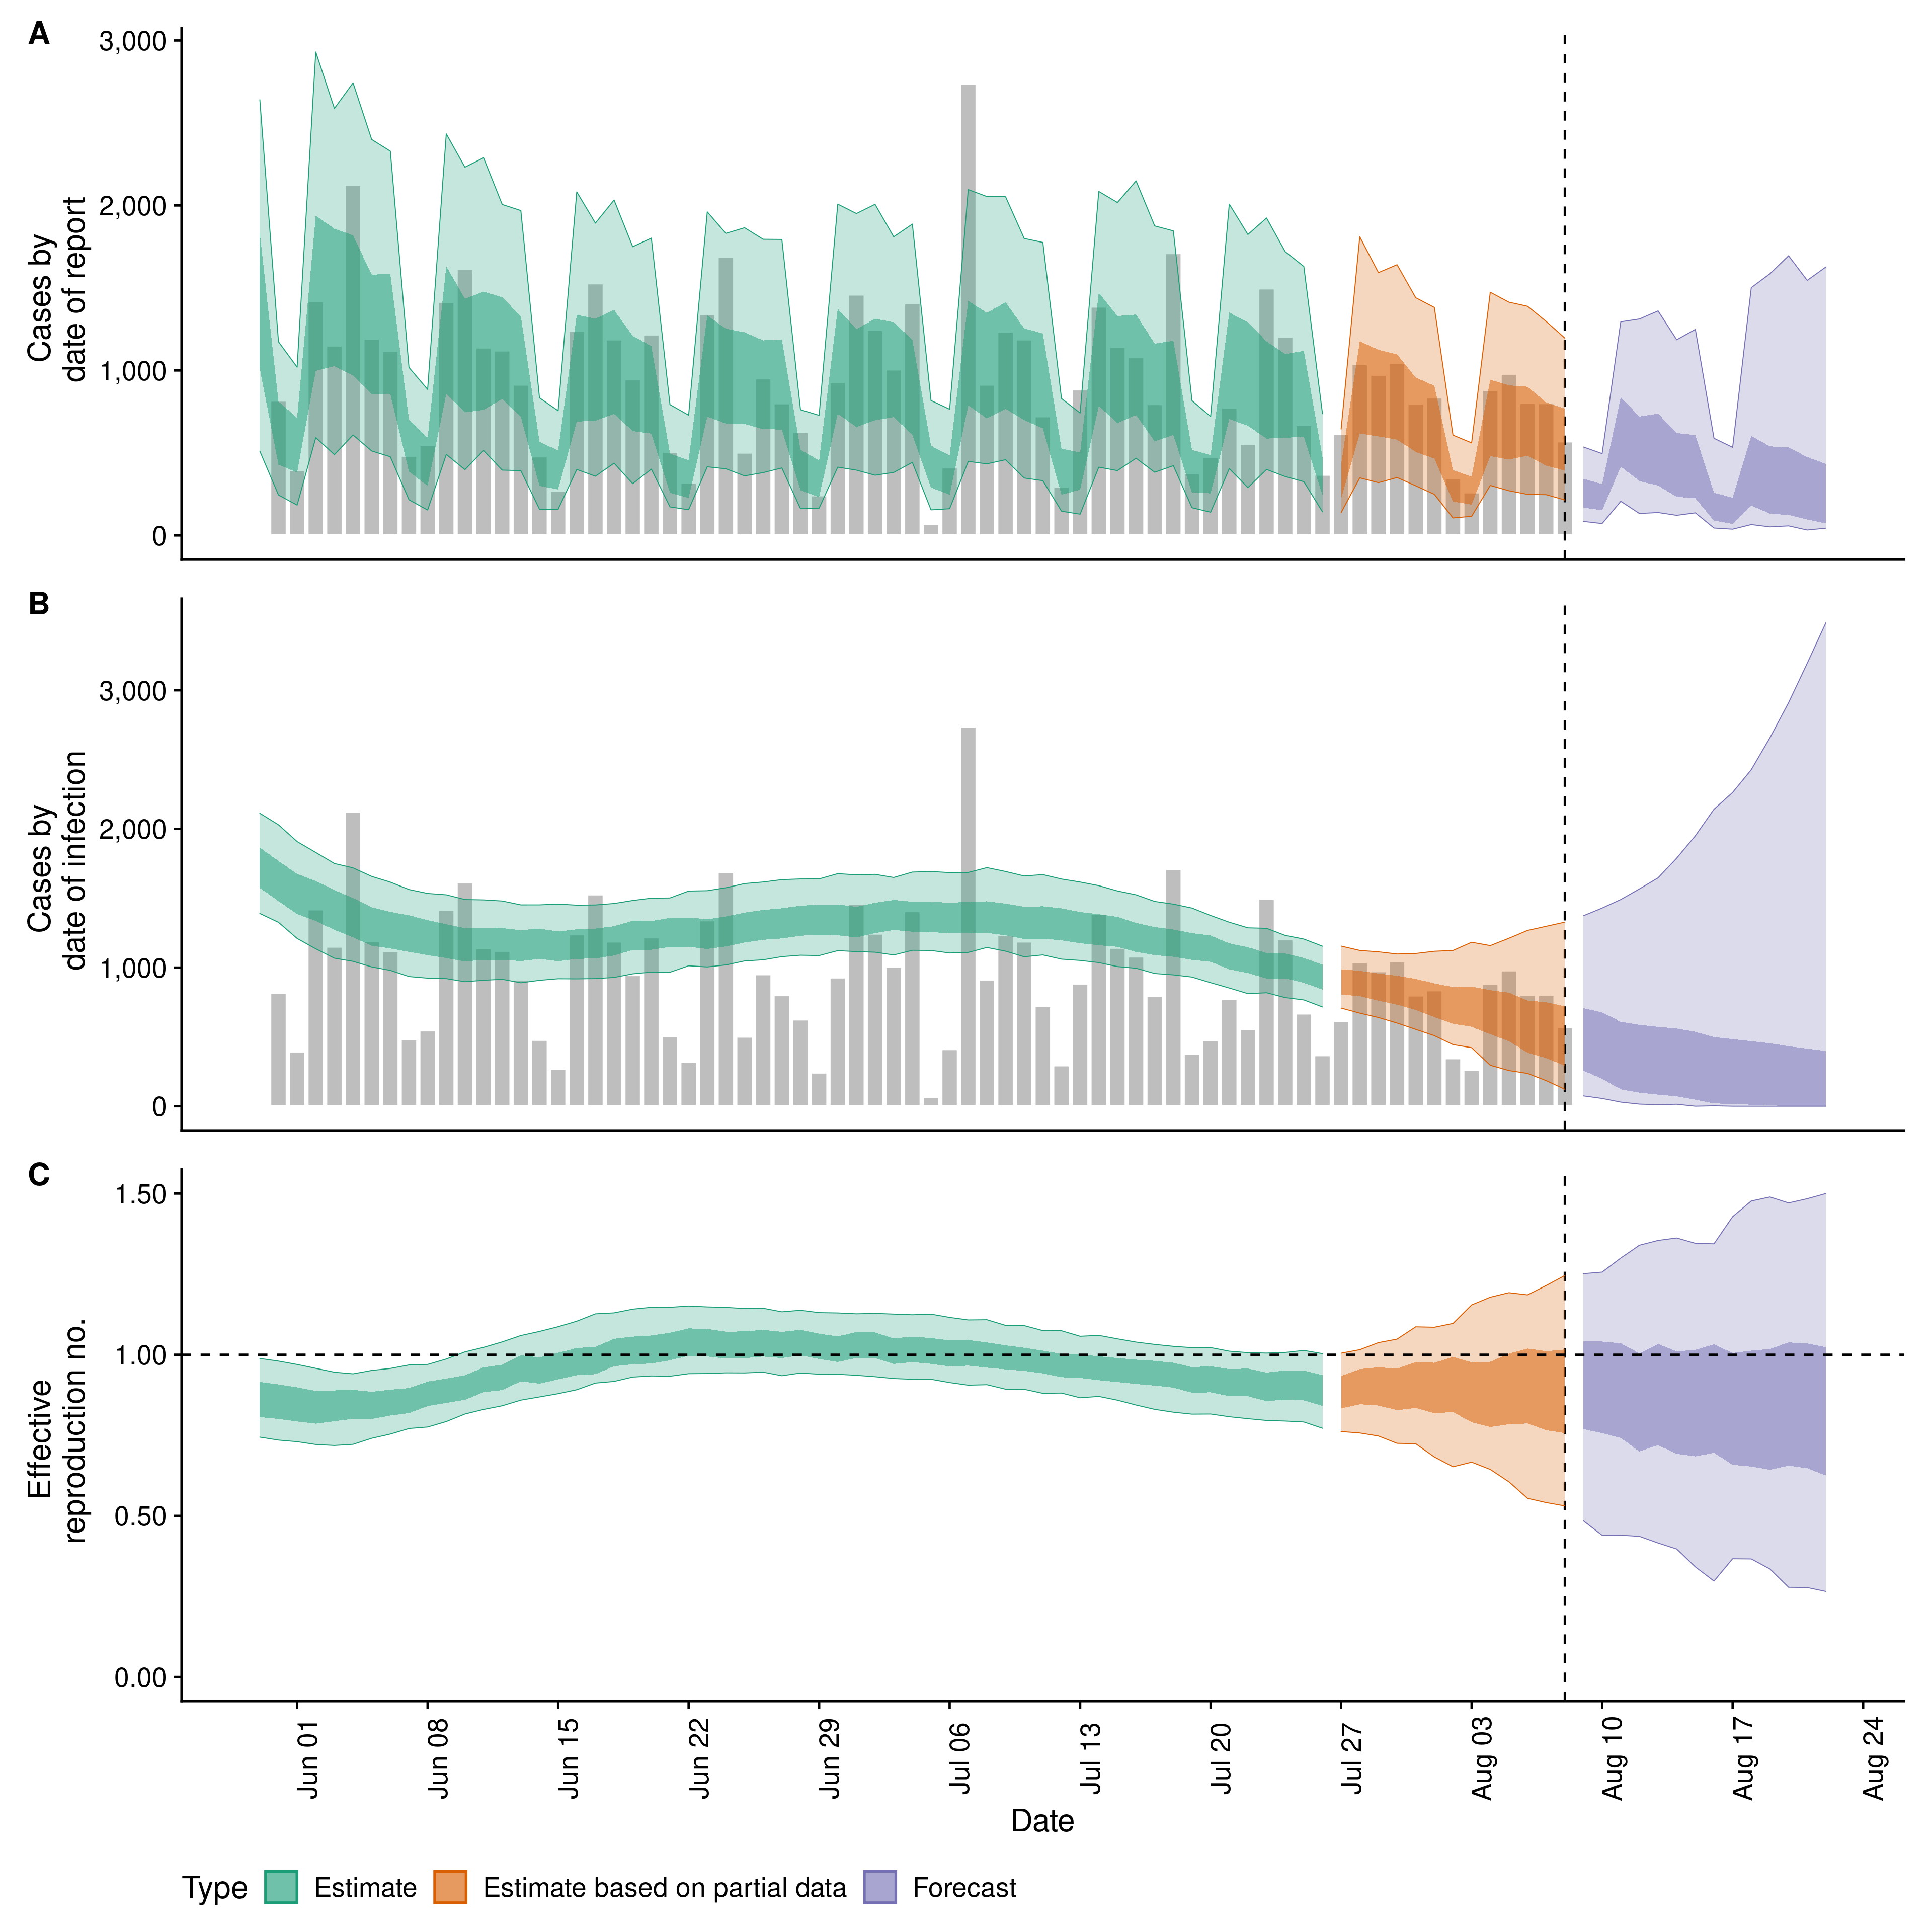 A
3,000
2,000
1,000
0
Cases by
date of report
B
3,000
2,000
1,000
0
Cases by
date of infection
C
1.50
1.00
0.50
0.00
Effective
reproduction no.
Jun 01
Jun 08
Jun 15
Jun 22
Jun 29
Jul 06
Jul 13
Jul 20
Jul 27
Aug 03
Aug 10
Aug 17
Aug 24
Date
Type Estimate Estimate based on partial data Forecast